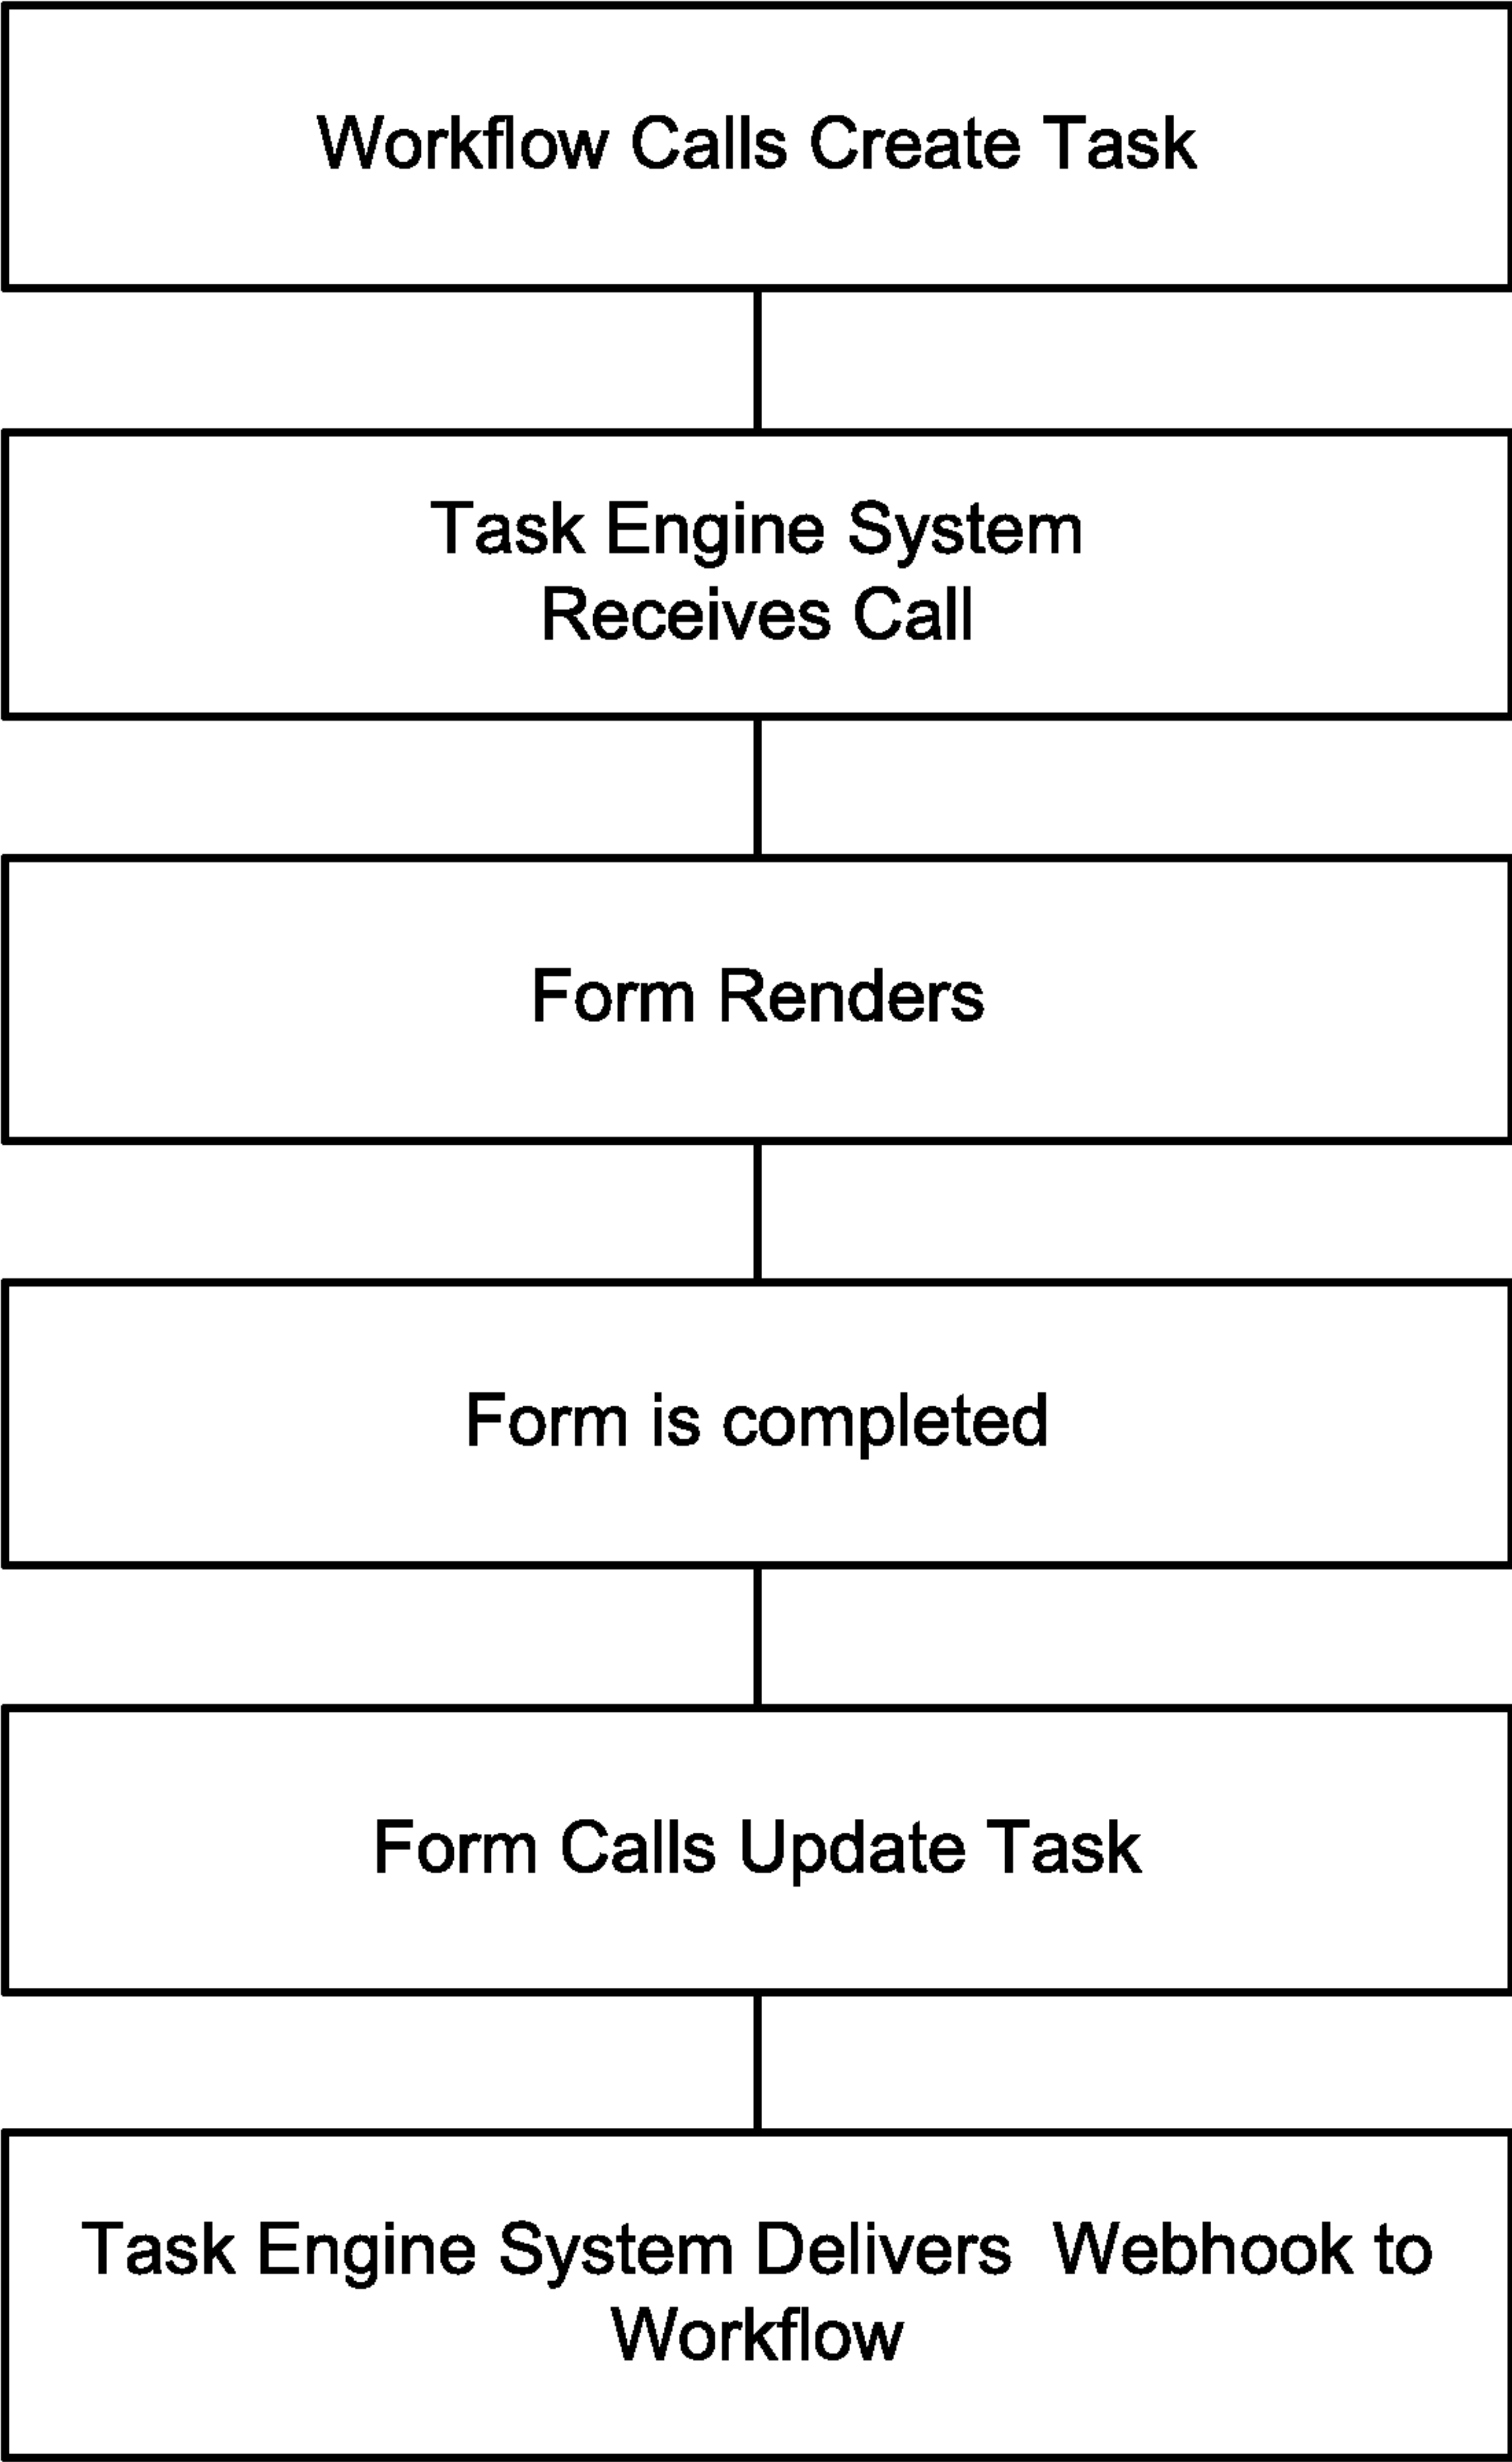 Workflow Calls Create Task
Task Engine System
Receives Call
Form Renders
Form is completed
Form Calls Update Task
Task Engine System Delivers  Webhook to
Workflow